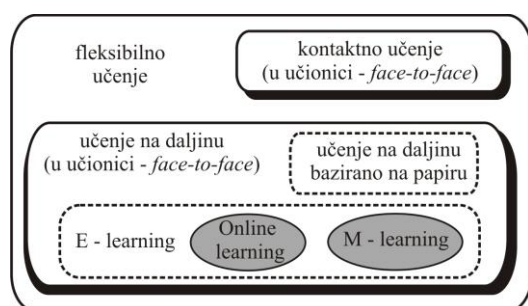 fleksibilno
učenje
kontaktno učenje
(u učionici - face-to-face)
učenje na daljinu
(u učionici - face-to-face)
učenje na daljinu
bazirano na papiru
E - learning
Online
learning
M - learning